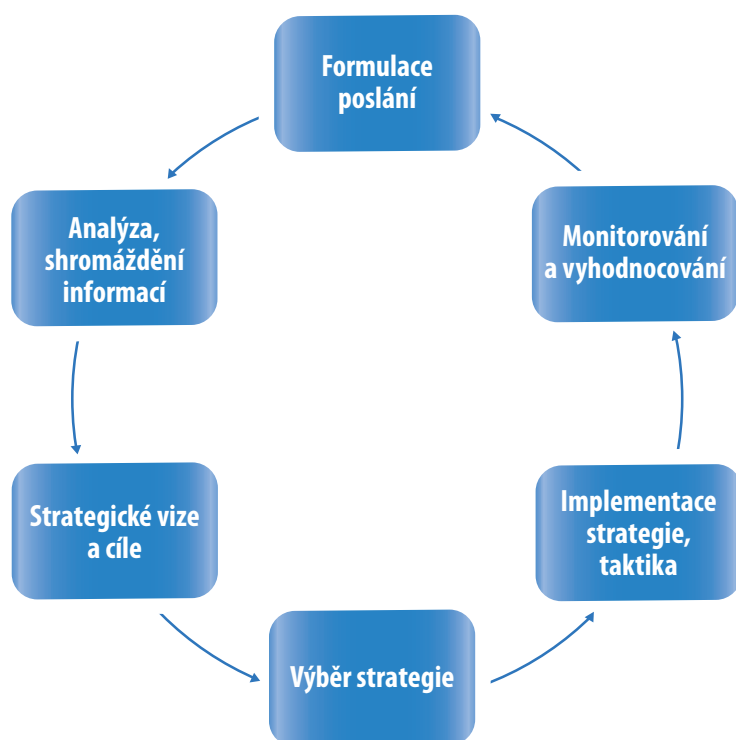 Formulace
poslání
Analýza,
shromáždění
informací
Monitorování
a vyhodnocování
Strategické vize
a cíle
Implementace
strategie,
taktika
Výběr strategie